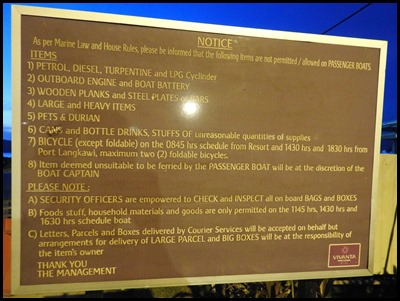 NOTICE
As per Marine Law and House Rules, please be informed that the following items are not permitted / allowed on PASSENGER BOATS.
ITEMS
1) PETROL, DIESEL, TURPENTINE and LPG Cyclinder
2) OUTBOARD ENGINE and BOAT BATTERY
3) WOODEN PLANKS and STEEL PLATES or BARS
4) LARGE and HEAVY ITEMS
5) PETS & DURIAN
6) CANS and BOTTLE DRINKS, STUFFS OF unreasonable quantities of supplies
7) BICYCLE (except foldable) on the 0845 hrs schedule from Resort and 1430 hrs and 1830 hrs from
Port Langkawi, maximum two (2) foldable bicycles.
8) Item deemed unsuitable to be ferried by the PASSENGER BOAT will be at the discretion of the
BOAT CAPTAIN
PLEASE NOTE :
A) SECURITY OFFICERS are empowered to CHECK and INSPECT all on board BAGS and BOXES
B) Foods stuff, household materials and goods are only permitted on the 1145 hrs, 1430 hrs and
1630 hrs schedule boat
C) Letters, Parcels and Boxes delivered by Courier Services will be accepted on behalf but
arrangements for delivery of LARGE PARCEL and BIG BOXES will be at the responsibility of
the item's owner
THANK YOU
THE MANAGEMENT
VIVANTA